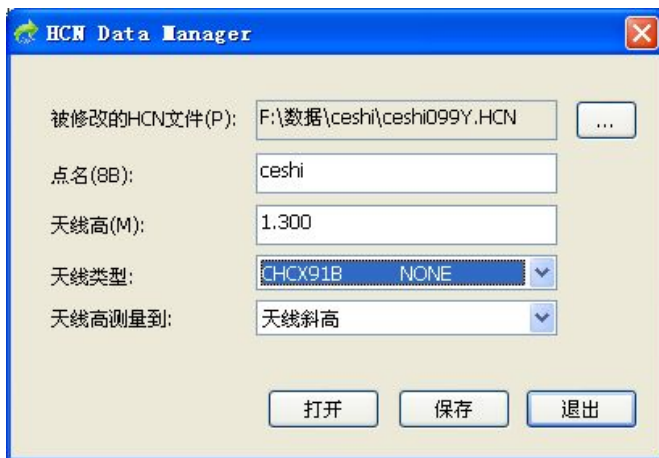 HCN Data Manager
被修改的HCN文件(P): F:\数据\ceshi\ceshi099Y.HCN ...
点名(8B): ceshi
天线高(M): 1.300
天线类型: CHCX91B NONE
天线高测量到: 天线斜高
打开 保存 退出